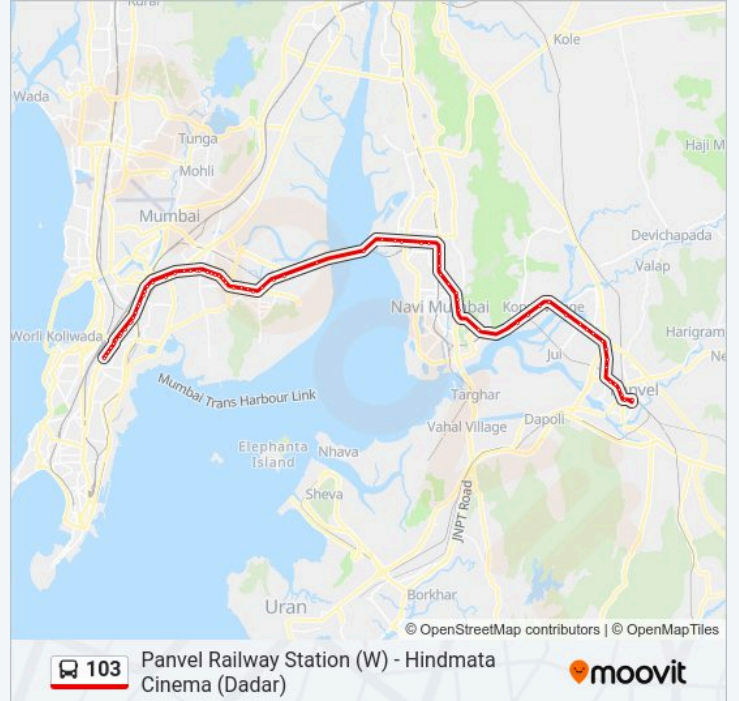 Rural
Kole
Wada
Tunga
Haji M
Mohli
Mumbai
Devichapada
Valap
Navi Mumbai
Worli Koliwada
Harigram
Jui
Ne
Mumbai Trans Harbour Link
Targhar
Dapoli
Vahal Village
Elephanta
Island
Nhava
Sheva
JNPT Road
Borkhar
Uran
© OpenStreetMap contributors | © OpenMapTiles
103
Panvel Railway Station (W) - Hindmata
Cinema (Dadar)
moovit